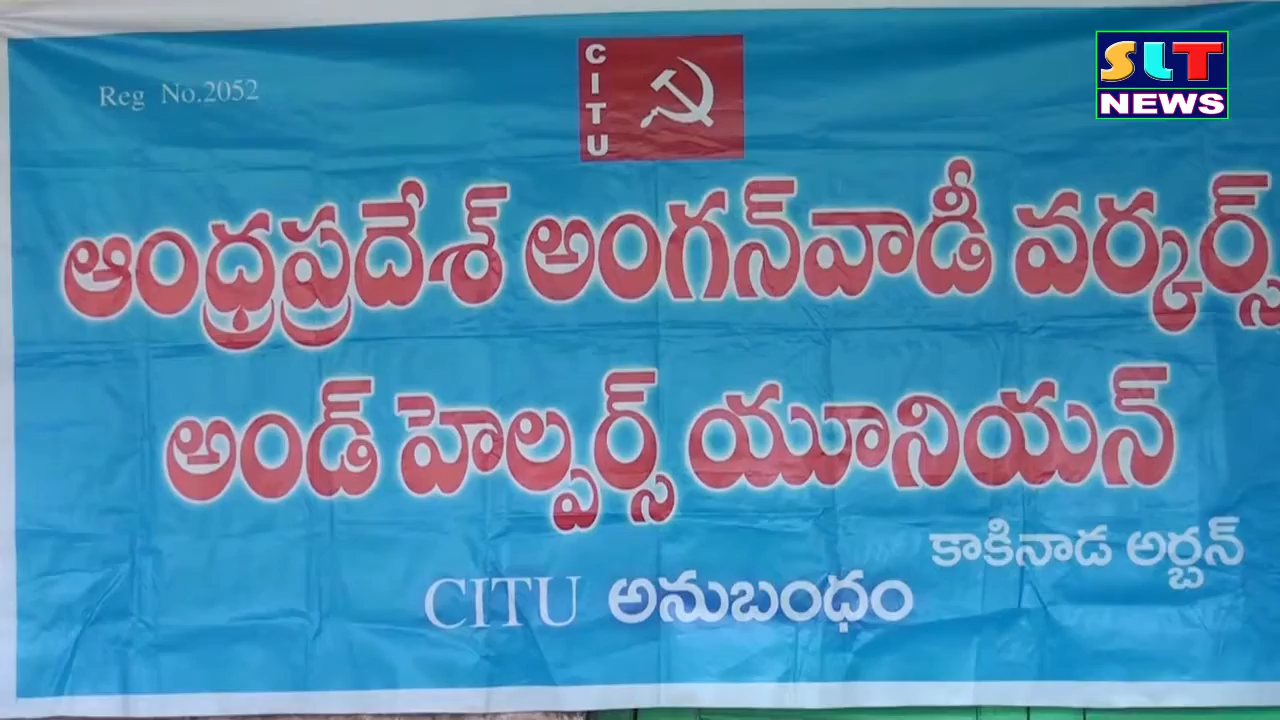 SLT
NEWS
Reg No.2052
CITU
ఆంధ్రప్రదేశ్ అంగన్‌వాడీ వర్కర్స్
అండ్ హెల్పర్స్ యూనియన్
కాకినాడ అర్బన్
CITU అనుబంధం